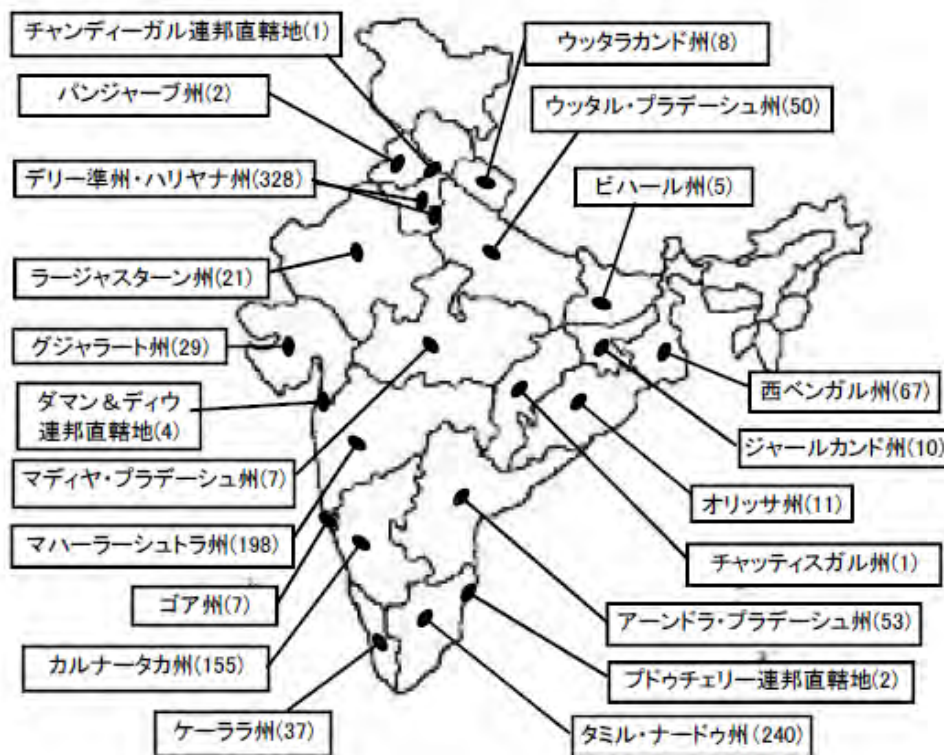 チャンディーガル連邦直轄地(1)
パンジャーブ州(2)
デリー準州・ハリヤナ州(328)
ラージャスターン州(21)
グジャラート州(29)
ダマン＆ディウ
連邦直轄地(4)
マディヤ・プラデーシュ州(7)
マハーラーシュトラ州(198)
ゴア州(7)
カルナータカ州(155)
ケーララ州(37)
ウッタラカンド州(8)
ウッタル・プラデーシュ州(50)
ビハール州(5)
西ベンガル州(67)
ジャールカンド州(10)
オリッサ州(11)
チャッティスガル州(1)
アーンドラ・プラデーシュ州(53)
プドゥチェリー連邦直轄地(2)
タミル・ナードゥ州(240)